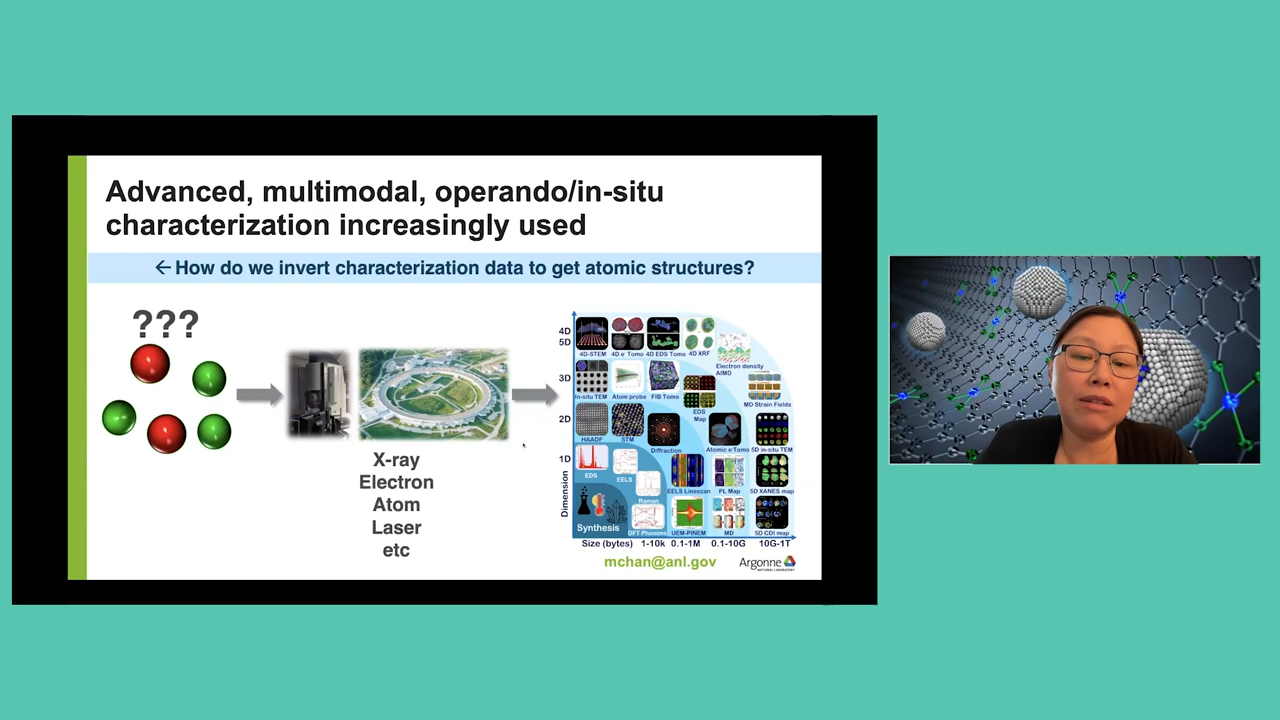 Advanced, multimodal, operando/in-situ
characterization increasingly used
← How do we invert characterization data to get atomic structures?
???
X-ray
Electron
Atom
Laser
etc
Dimension
4D
5D
3D
2D
1D
4D-STEM
4D e⁻ Tomo
4D EDS Tomo
4D XRF
Electron density
AIMD
In-situ TEM
Atom probe
FIB Tomo
EDS
Map
MD Strain Fields
HAADF
STM
Diffraction
Atomic e⁻Tomo
5D in-situ TEM
EDS
EELS
Raman
EELS Linescan
PL Map
5D XANES map
Synthesis
DFT Phonons
UEM-PINEM
MD
5D CDI map
Size (bytes) 1-10k 0.1-1M 0.1-10G 10G-1T
mchan@anl.gov
Argonne
NATIONAL LABORATORY